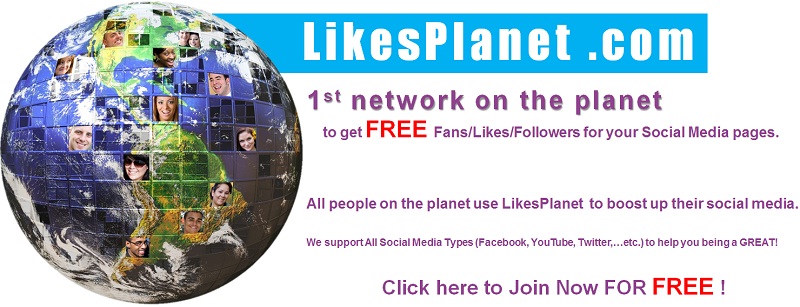 LikesPlanet .com
1st network on the planet
to get FREE Fans/Likes/Followers for your Social Media pages.
All people on the planet use LikesPlanet to boost up their social media.
We support All Social Media Types (Facebook, YouTube, Twitter,...etc.) to help you being a GREAT!
Click here to Join Now FOR FREE !